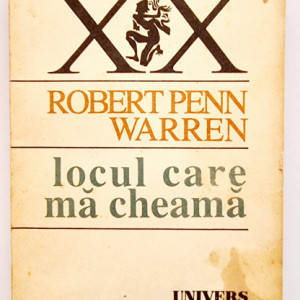 XX
ROBERT PENN
WARREN
locul care
mă cheamă
UNIVERS